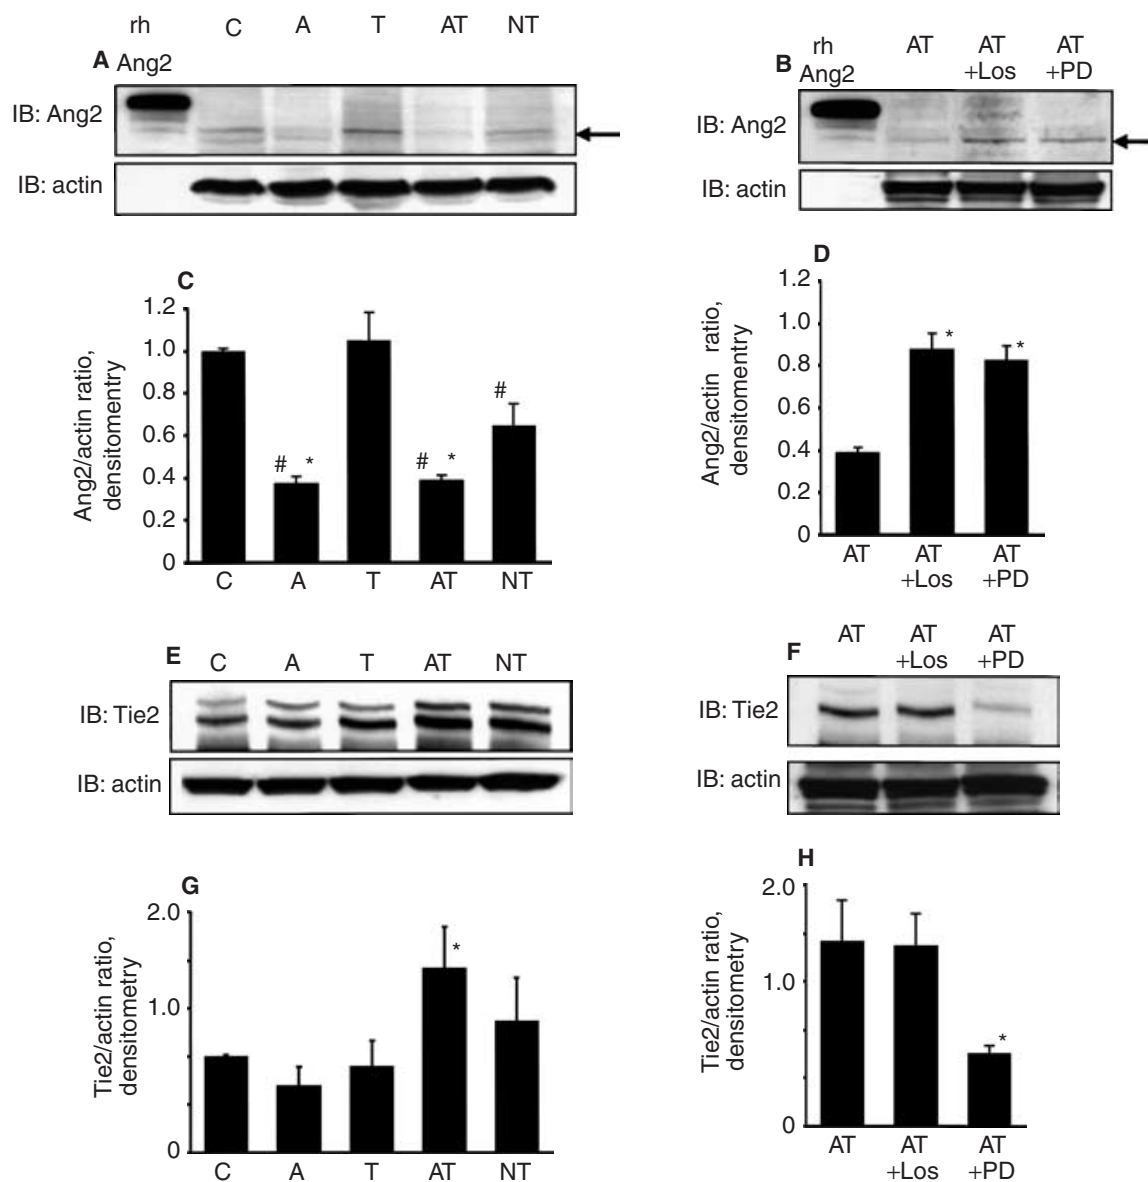 rh C A T AT NT
A Ang2
IB: Ang2
IB: actin
rh AT AT AT
B Ang2 +Los +PD
IB: Ang2
IB: actin
C
Ang2/actin ratio,
densitomentry
1.2
1.0
0.8
0.6
0.4
0.2
0
# *
# *
#
C A T AT NT
D
Ang2/actin ratio,
densitomentry
1.2
1.0
0.8
0.6
0.4
0.2
0
*
*
AT AT AT
+Los +PD
E C A T AT NT
IB: Tie2
IB: actin
F AT AT AT
+Los +PD
IB: Tie2
IB: actin
G
Tie2/actin ratio,
densitometry
2.0
1.0
0
*
C A T AT NT
H
Tie2/actin ratio,
densitometry
2.0
1.0
0
*
AT AT AT
+Los +PD